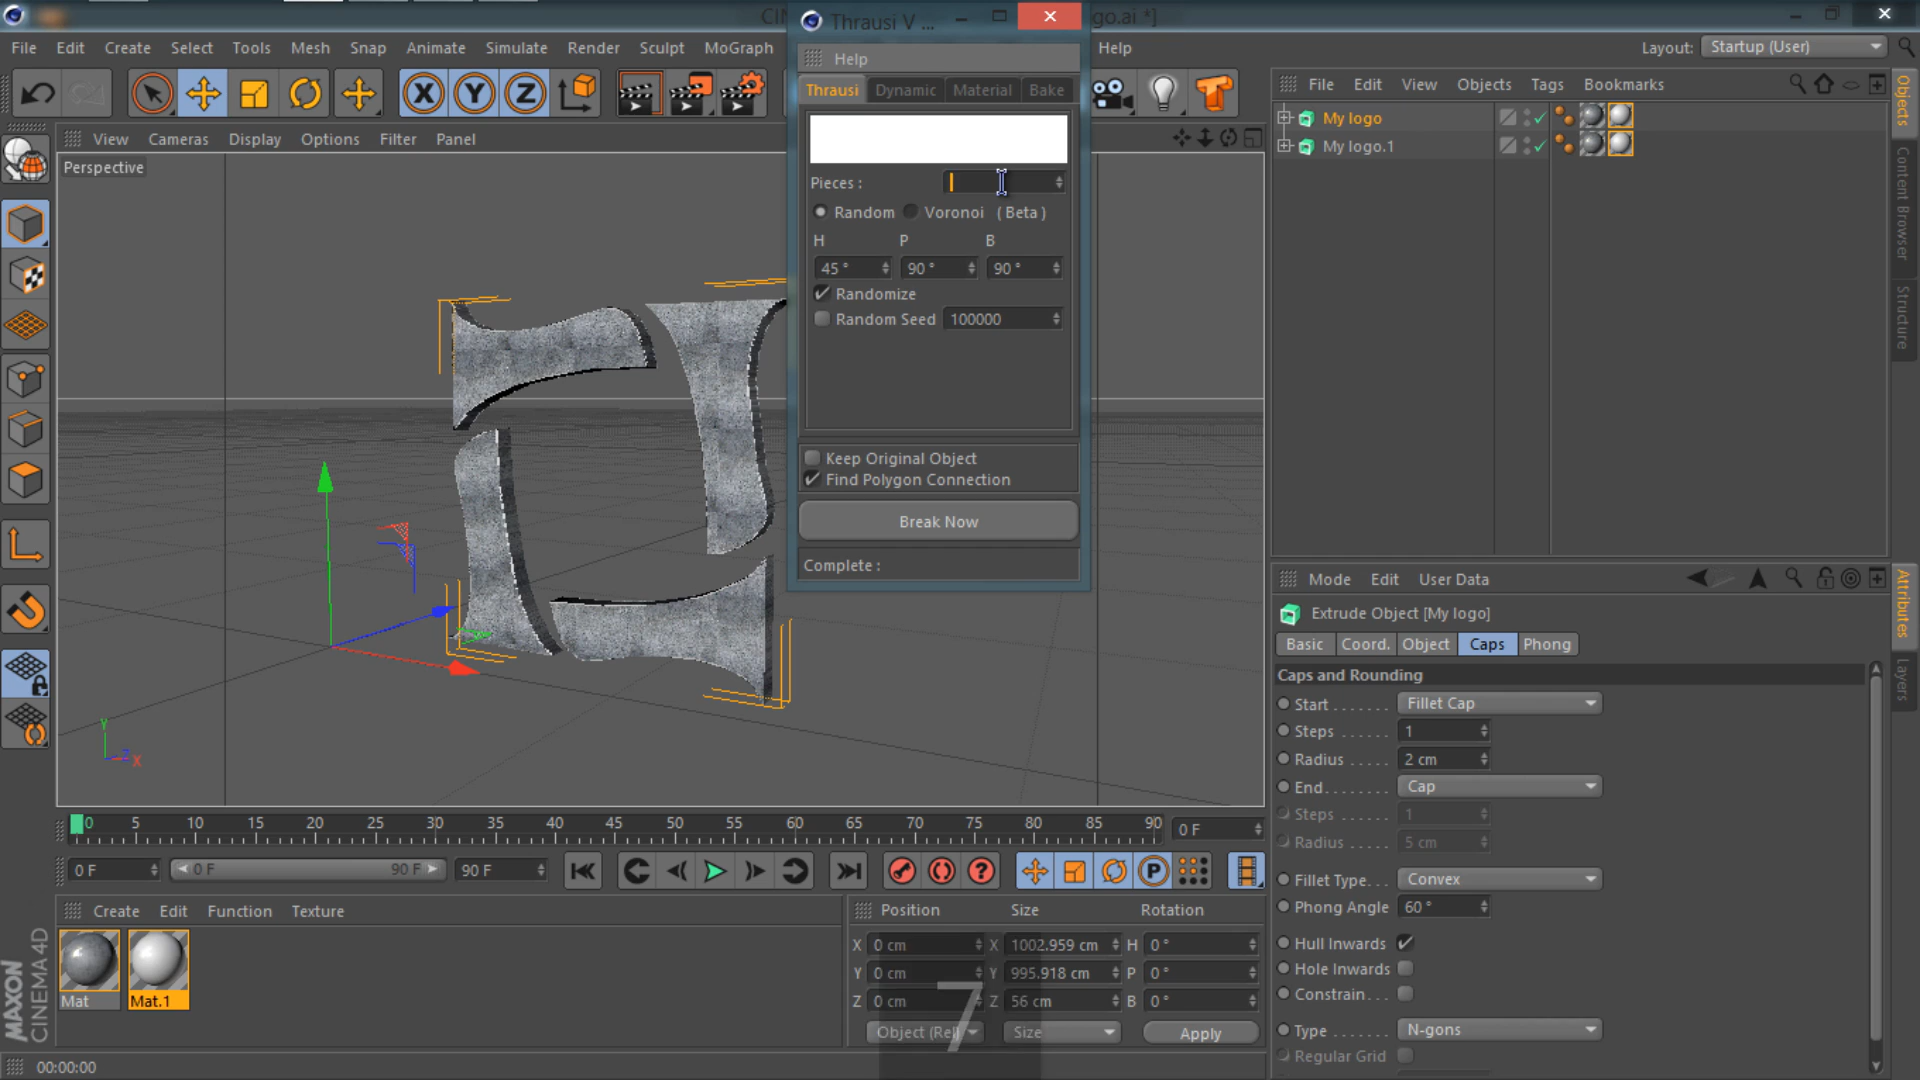 CIN
Thrausi V ...
go.ai *]
File Edit Create Select Tools Mesh Snap Animate Simulate Render Sculpt MoGraph
Help
Help
Layout: Startup (User)
Thrausi Dynamic Material Bake
File Edit View Objects Tags Bookmarks
View Cameras Display Options Filter Panel
My logo
My logo.1
Perspective
Pieces :
Random Voronoi ( Beta )
H P B
45 ° 90 ° 90 °
Randomize
Random Seed 100000
Keep Original Object
Find Polygon Connection
Break Now
Complete :
Objects
Content Browser
Structure
Mode Edit User Data
Extrude Object [My logo]
Basic Coord. Object Caps Phong
Caps and Rounding
Start . . . . . . . Fillet Cap
Steps . . . . . . 1
Radius . . . . . 2 cm
End. . . . . . . . Cap
Steps . . . . . . 1
Radius . . . . . 5 cm
Fillet Type. . . Convex
Phong Angle 60 °
Hull Inwards
Hole Inwards
Constrain. . .
Type . . . . . . . N-gons
Regular Grid
Attributes
Layers
Y
Z
X
0 5 10 15 20 25 30 35 40 45 50 55 60 65 70 75 80 85 90 0 F
0 F 0 F 90 F 90 F
Create Edit Function Texture
Mat Mat.1
Position Size Rotation
X 0 cm X 1002.959 cm H 0 °
Y 0 cm Y 995.918 cm P 0 °
Z 0 cm Z 56 cm B 0 °
Object (Rel) Size Apply
7
MAXON
CINEMA 4D
00:00:00